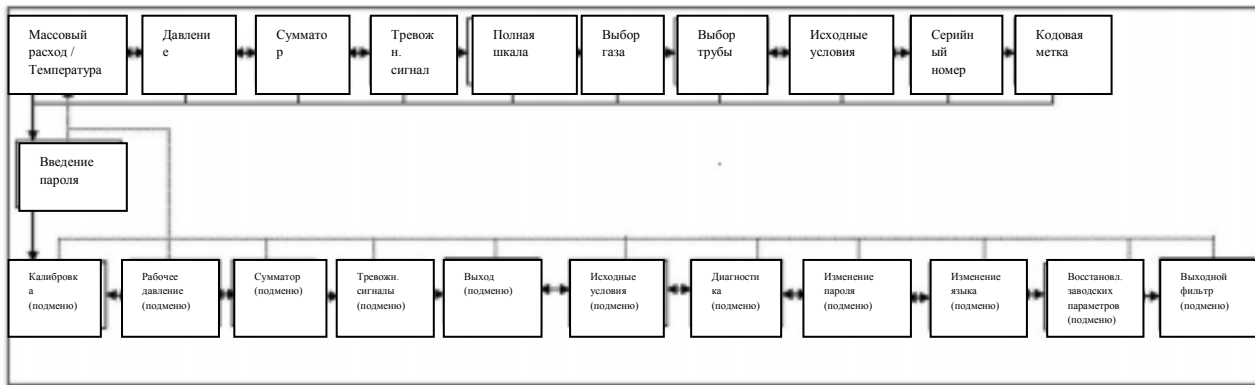 Массовый
расход /
Температура
Давлени
е
Суммато
р
Тревож
н.
сигнал
Полная
шкала
Выбор
газа
Выбор
трубы
Исходные
условия
Серий
ный
номер
Кодовая
метка
Введение
пароля
Калибровк
а
(подменю)
Рабочее
давление
(подменю)
Сумматор
(подменю)
Тревожн.
сигналы
(подменю)
Выход
(подменю)
Исходные
условия
(подменю)
Диагности
ка
(подменю)
Изменение
пароля
(подменю)
Изменение
языка
(подменю)
Восстановл.
заводских
параметров
(подменю)
Выходной
фильтр
(подменю)